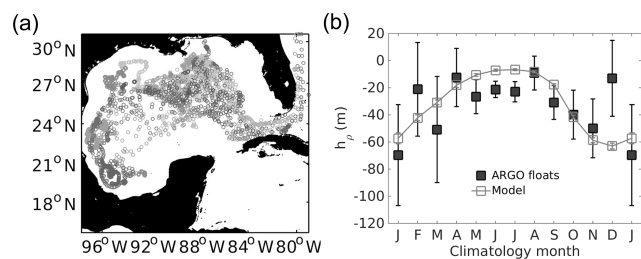 (a)
30°N
27°N
24°N
21°N
18°N
96°W 92°W 88°W 84°W 80°W
(b)
20
0
-20
-40
-60
-80
-100
-120
hρ (m)
ARGO floats
Model
J F M A M J J A S O N D J
Climatology month